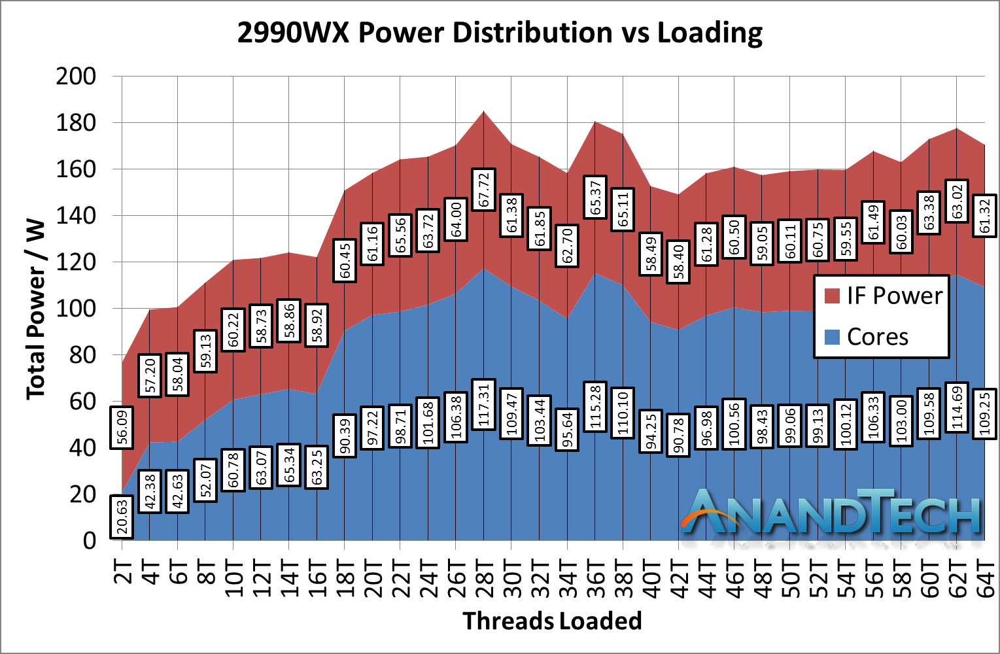 2990WX Power Distribution vs Loading
Total Power / W
200
180
160
140
120
100
80
60
40
20
0
56.09 57.20 58.04 59.13 60.22 58.73 58.86 58.92 60.45 61.16 65.56 63.72 64.00 67.72 61.38 61.85 62.70 65.37 65.11 58.49 58.40 61.28 60.50 59.05 60.11 60.75 59.55 61.49 60.03 63.38 63.02 61.32
20.63 42.38 42.63 52.07 60.78 63.07 65.34 63.25 90.39 97.22 98.71 101.68 106.38 117.31 109.47 103.44 95.64 115.28 110.10 94.25 90.78 96.98 100.56 98.43 99.06 99.13 100.12 106.33 103.00 109.58 114.69 109.25
IF Power
Cores
ANANDTECH
2T 4T 6T 8T 10T 12T 14T 16T 18T 20T 22T 24T 26T 28T 30T 32T 34T 36T 38T 40T 42T 44T 46T 48T 50T 52T 54T 56T 58T 60T 62T 64T
Threads Loaded